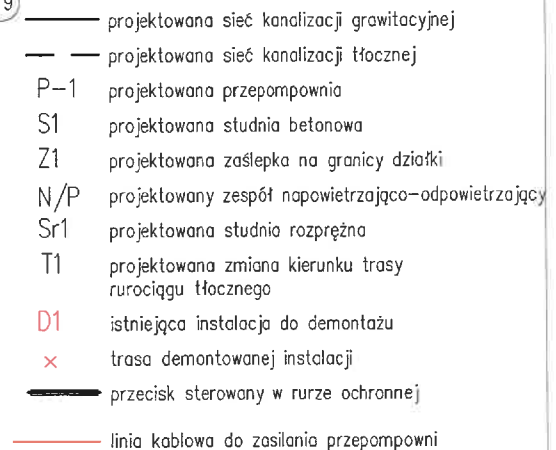 9
projektowana sieć kanalizacji grawitacyjnej
projektowana sieć kanalizacji tłocznej
P-1 projektowana przepompownia
S1 projektowana studnia betonowa
Z1 projektowana zaślepka na granicy działki
N/P projektowany zespół napowietrzająco-odpowietrzający
Sr1 projektowana studnia rozprężna
T1 projektowana zmiana kierunku trasy
rurociągu tłocznego
D1 istniejąca instalacja do demontażu
× trasa demontowanej instalacji
przecisk sterowany w rurze ochronnej
linia kablowa do zasilania przepompowni